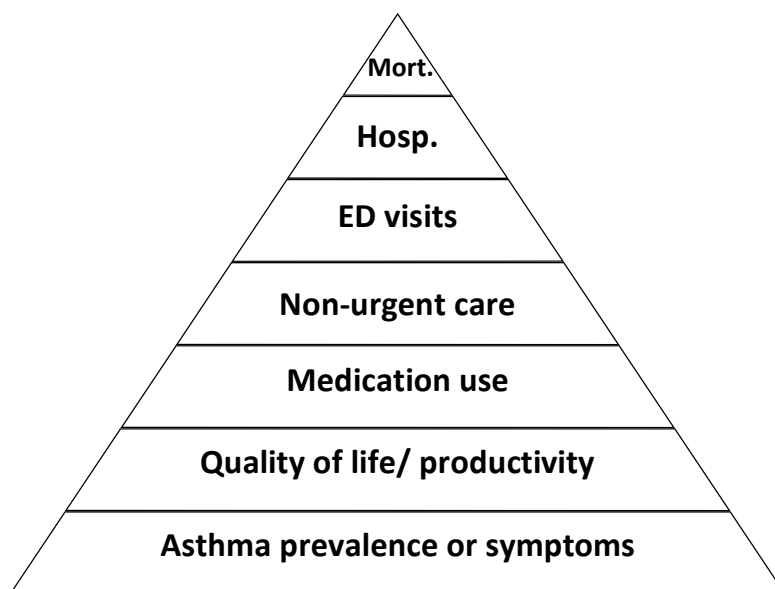 Mort.
Hosp.
ED visits
Non-urgent care
Medication use
Quality of life/ productivity
Asthma prevalence or symptoms